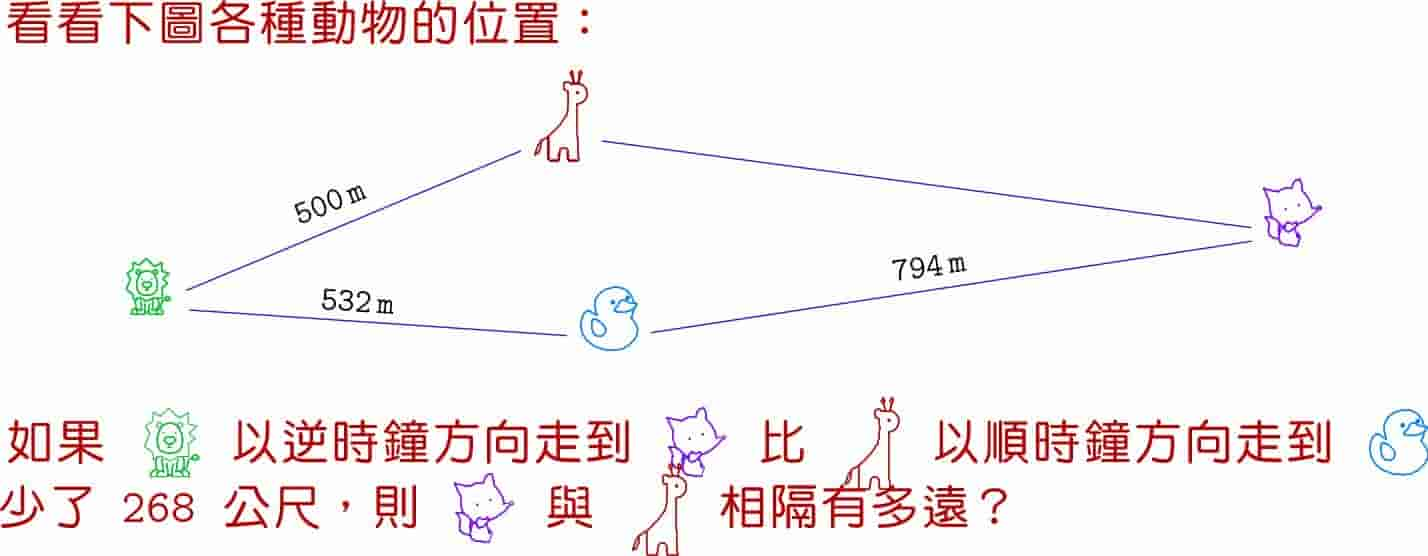 看看下圖各種動物的位置：
500 m
532 m
794 m
如果 以逆時鐘方向走到 比 以順時鐘方向走到
少了 268 公尺，則 與 相隔有多遠？